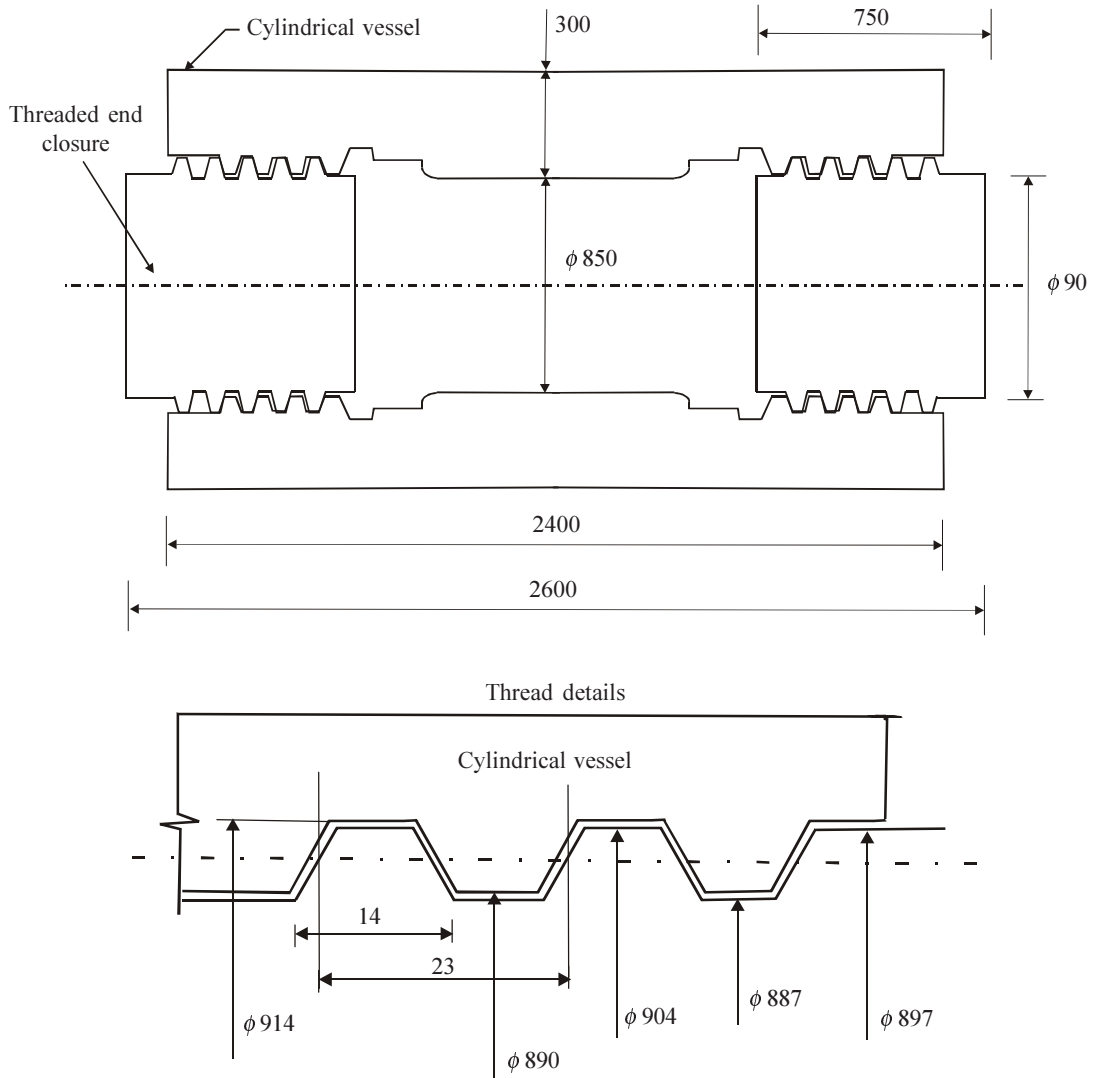 Cylindrical vessel
300
750
Threaded end
closure
ϕ 850
ϕ 90
2400
2600
Thread details
Cylindrical vessel
14
23
ϕ 914
ϕ 890
ϕ 904
ϕ 887
ϕ 897